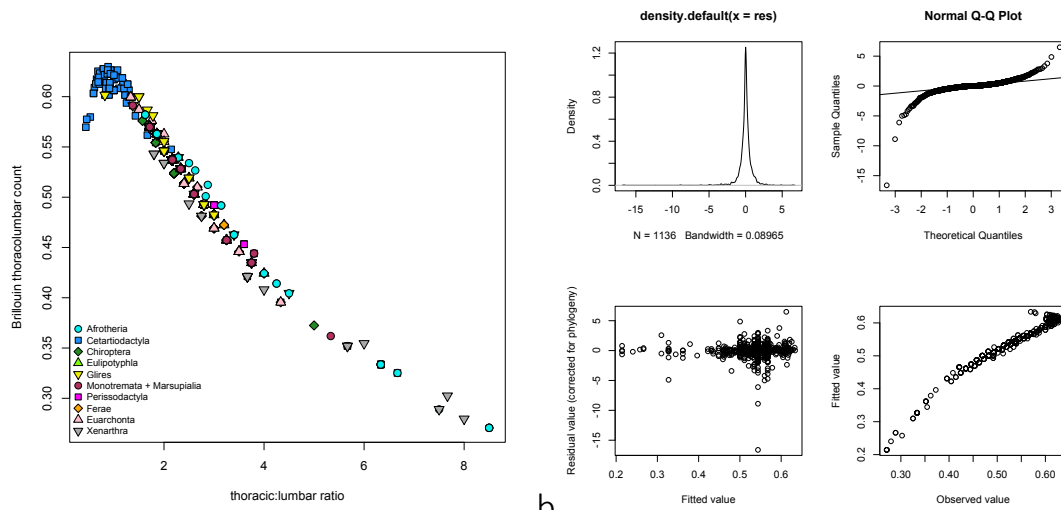 Brillouin thoracolumbar count
0.60
0.55
0.50
0.45
0.40
0.35
0.30
Afrotheria
Cetartiodactyla
Chiroptera
Eulipotyphla
Glires
Monotremata + Marsupialia
Perissodactyla
Ferae
Euarchonta
Xenarthra
2 4 6 8
thoracic:lumbar ratio
b
density.default(x = res)
Density
1.2
0.8
0.4
0.0
-15 -10 -5 0 5
N = 1136 Bandwidth = 0.08965
Normal Q-Q Plot
Sample Quantiles
5
0
-5
-10
-15
-3 -2 -1 0 1 2 3
Theoretical Quantiles
Residual value (corrected for phylogeny)
5
0
-5
-10
-15
0.2 0.3 0.4 0.5 0.6
Fitted value
Fitted value
0.6
0.5
0.4
0.3
0.2
0.30 0.40 0.50 0.60
Observed value